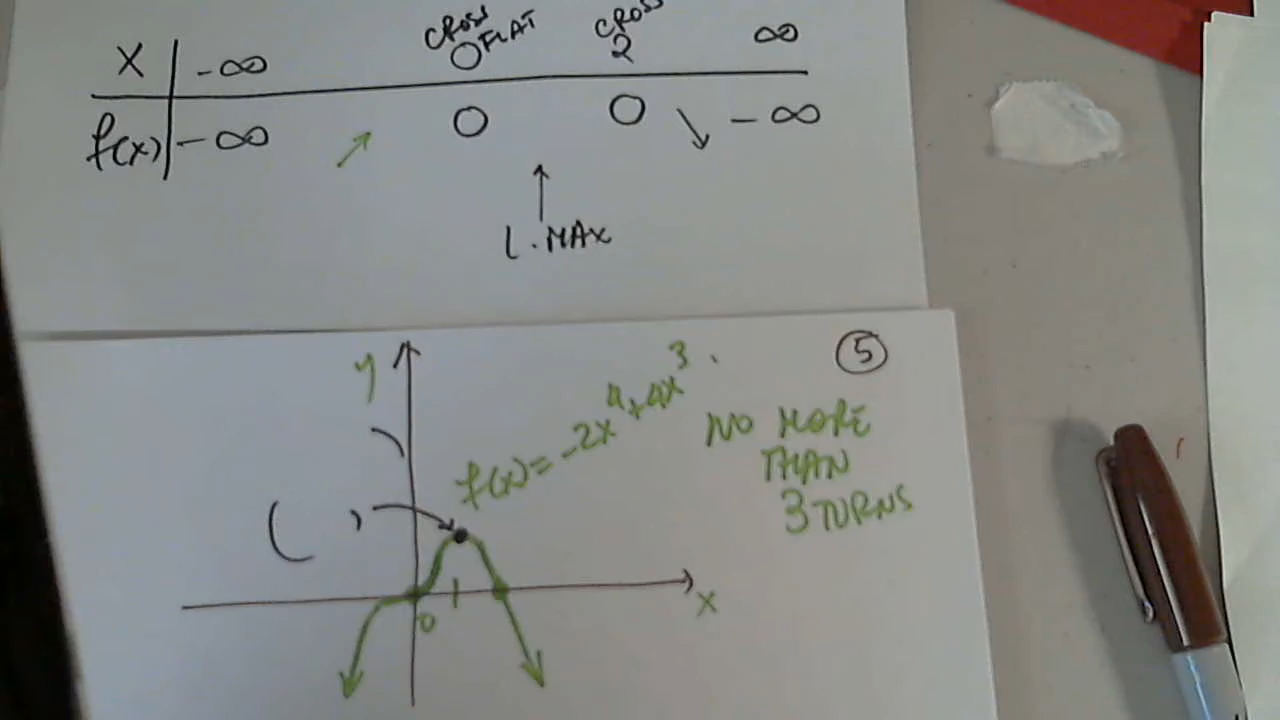 CROSS CROSS
X -∞ 0 FLAT 2 ∞
f(x) -∞ 0 0 -∞
L. MAX
5
y
f(x) = -2x⁴+4x³.
NO MORE
THAN
3 TURNS
( , )
0 1
x